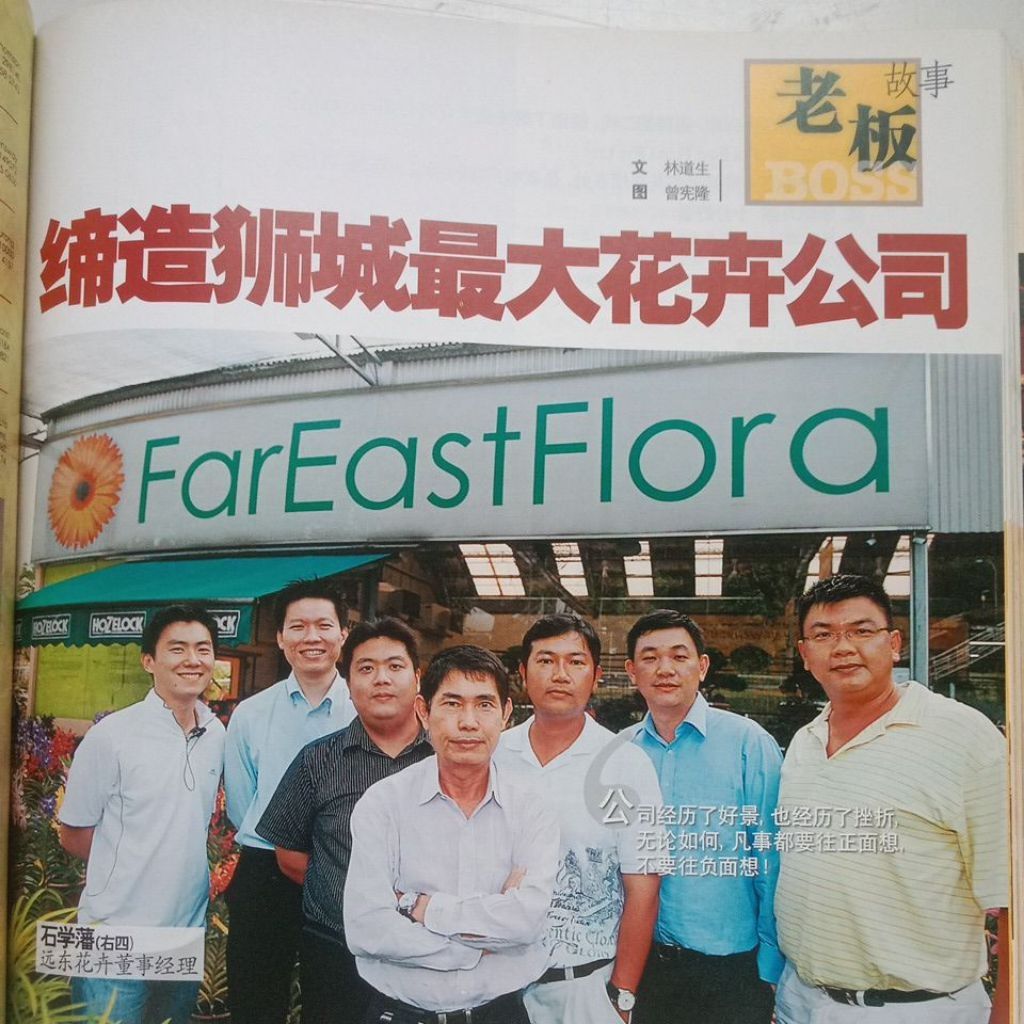 老板
故事
BOSS
文 林道生
图 曾宪隆
缔造狮城最大花卉公司
FarEastFlora
HOZELOCK
HOZELOCK
公司经历了好景, 也经历了挫折,
无论如何, 凡事都要往正面想,
不要往负面想!
石学藩(右四)
远东花卉董事经理